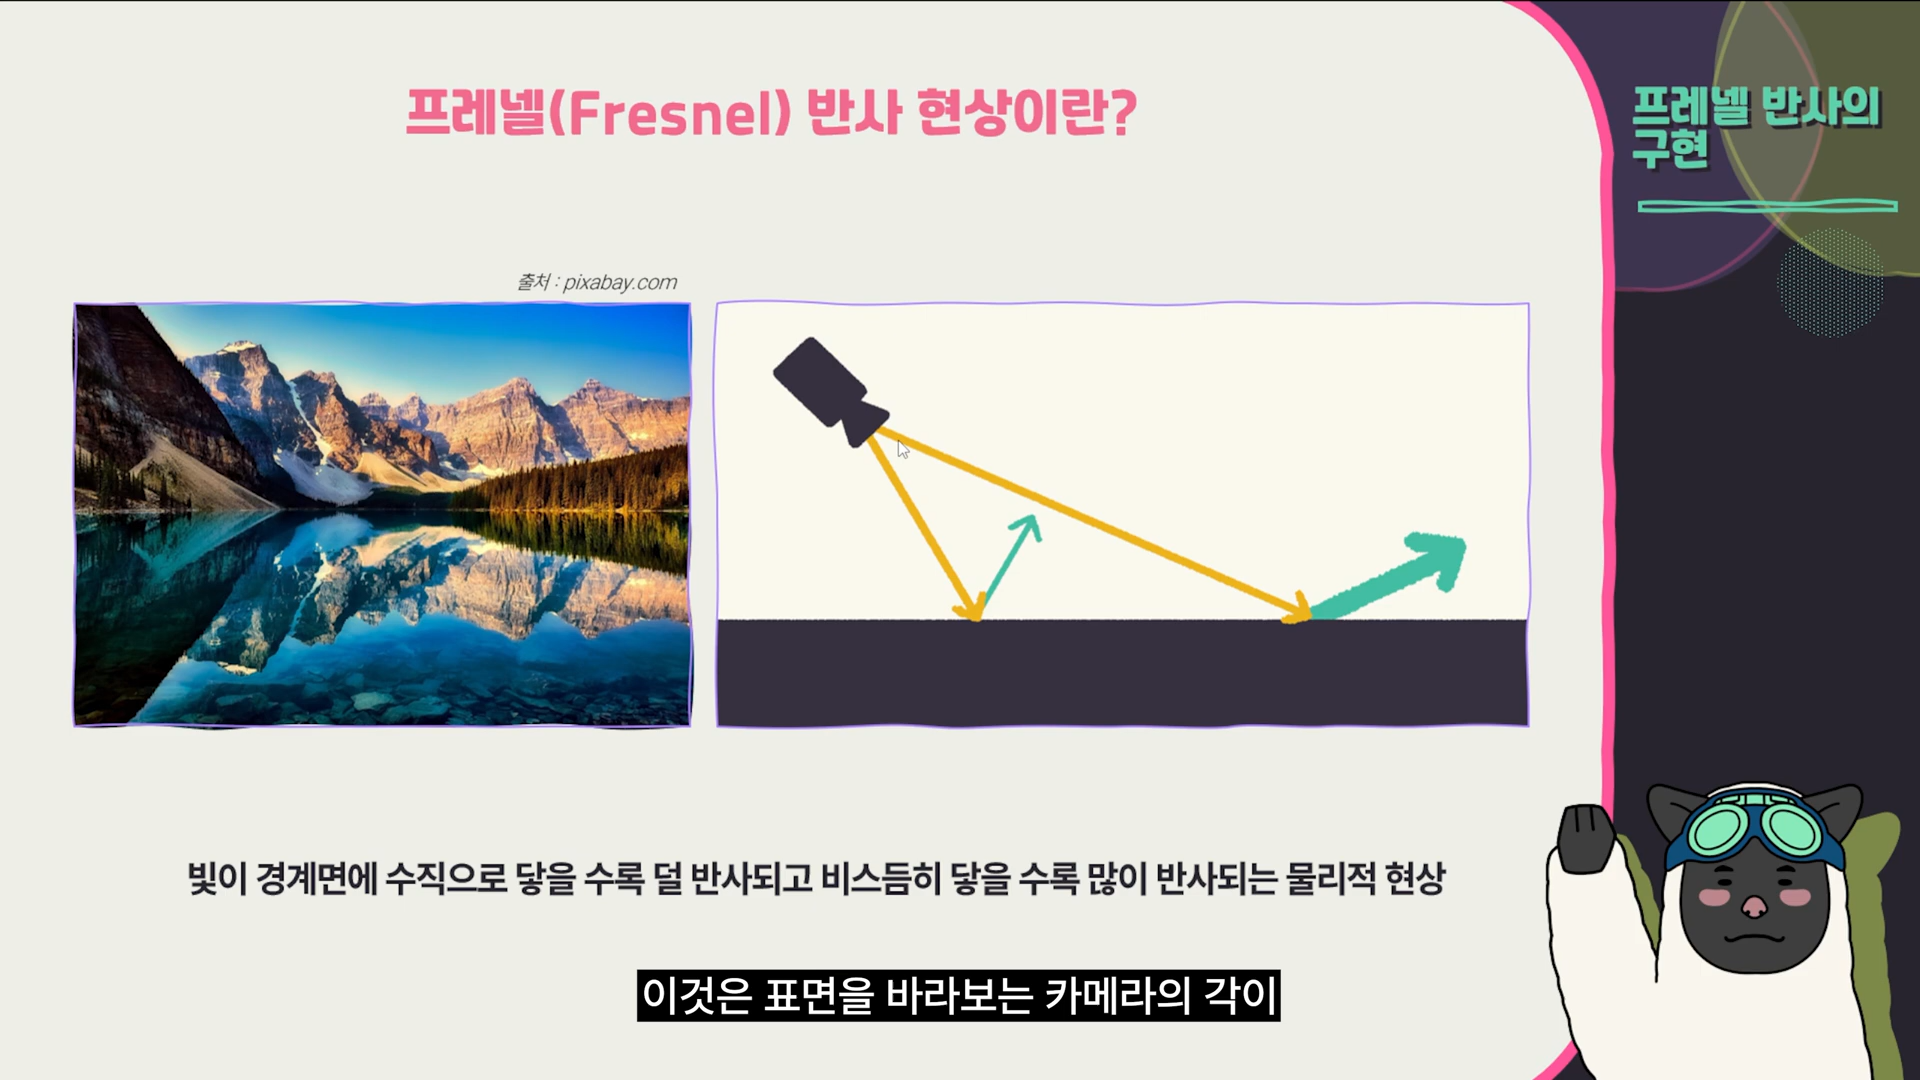 프레넬(Fresnel) 반사 현상이란?
프레넬 반사의
구현
출처 : pixabay.com
빛이 경계면에 수직으로 닿을 수록 덜 반사되고 비스듬히 닿을 수록 많이 반사되는 물리적 현상
이것은 표면을 바라보는 카메라의 각이